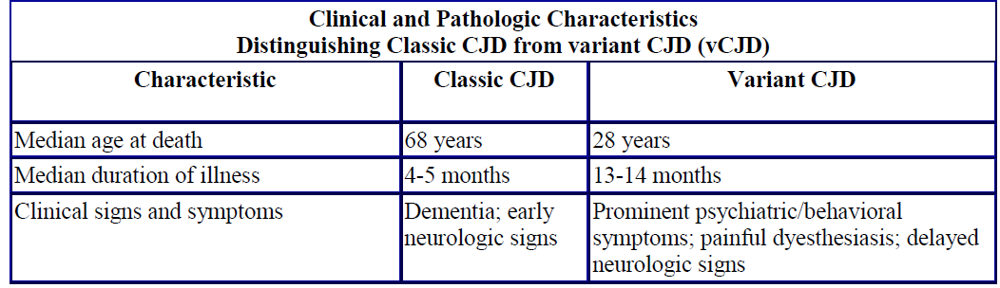 Clinical and Pathologic Characteristics
Distinguishing Classic CJD from variant CJD (vCJD)
Characteristic Classic CJD Variant CJD
Median age at death 68 years 28 years
Median duration of illness 4-5 months 13-14 months
Clinical signs and symptoms Dementia; early Prominent psychiatric/behavioral
neurologic signs symptoms; painful dyesthesiasis; delayed
neurologic signs